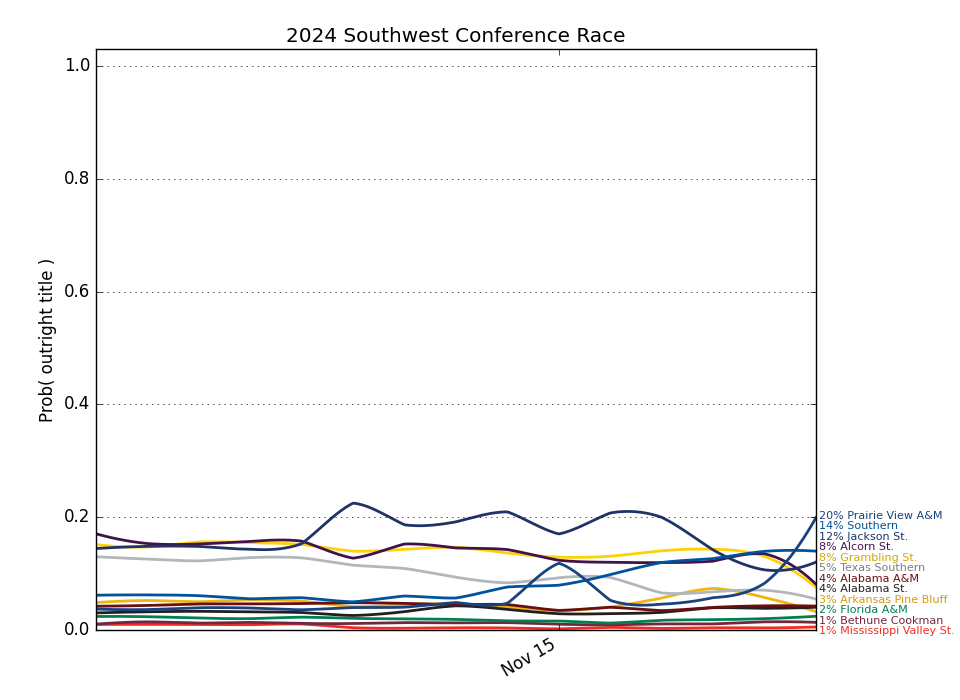 2024 Southwest Conference Race
Prob( outright title )
1.0
0.8
0.6
0.4
0.2
0.0
Nov 15
20% Prairie View A&M
14% Southern
12% Jackson St.
8% Alcorn St.
8% Grambling St.
5% Texas Southern
4% Alabama A&M
4% Alabama St.
3% Arkansas Pine Bluff
2% Florida A&M
1% Bethune Cookman
1% Mississippi Valley St.